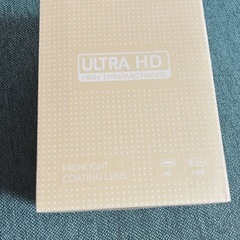 ULTRA HD
HIGH DYNAMIC RANGE
HIGHLIGHT
COATING LENS